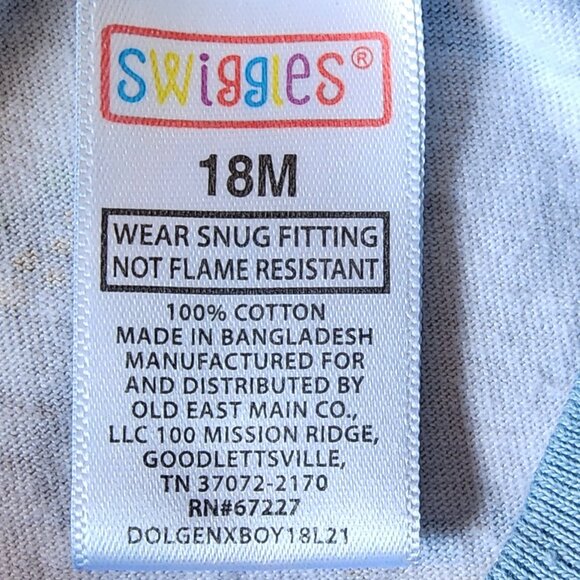 SWiggLeS®
18M
WEAR SNUG FITTING
NOT FLAME RESISTANT
100% COTTON
MADE IN BANGLADESH
MANUFACTURED FOR
AND DISTRIBUTED BY
OLD EAST MAIN CO.,
LLC 100 MISSION RIDGE,
GOODLETTSVILLE,
TN 37072-2170
RN#67227
DOLGENXBOY18L21